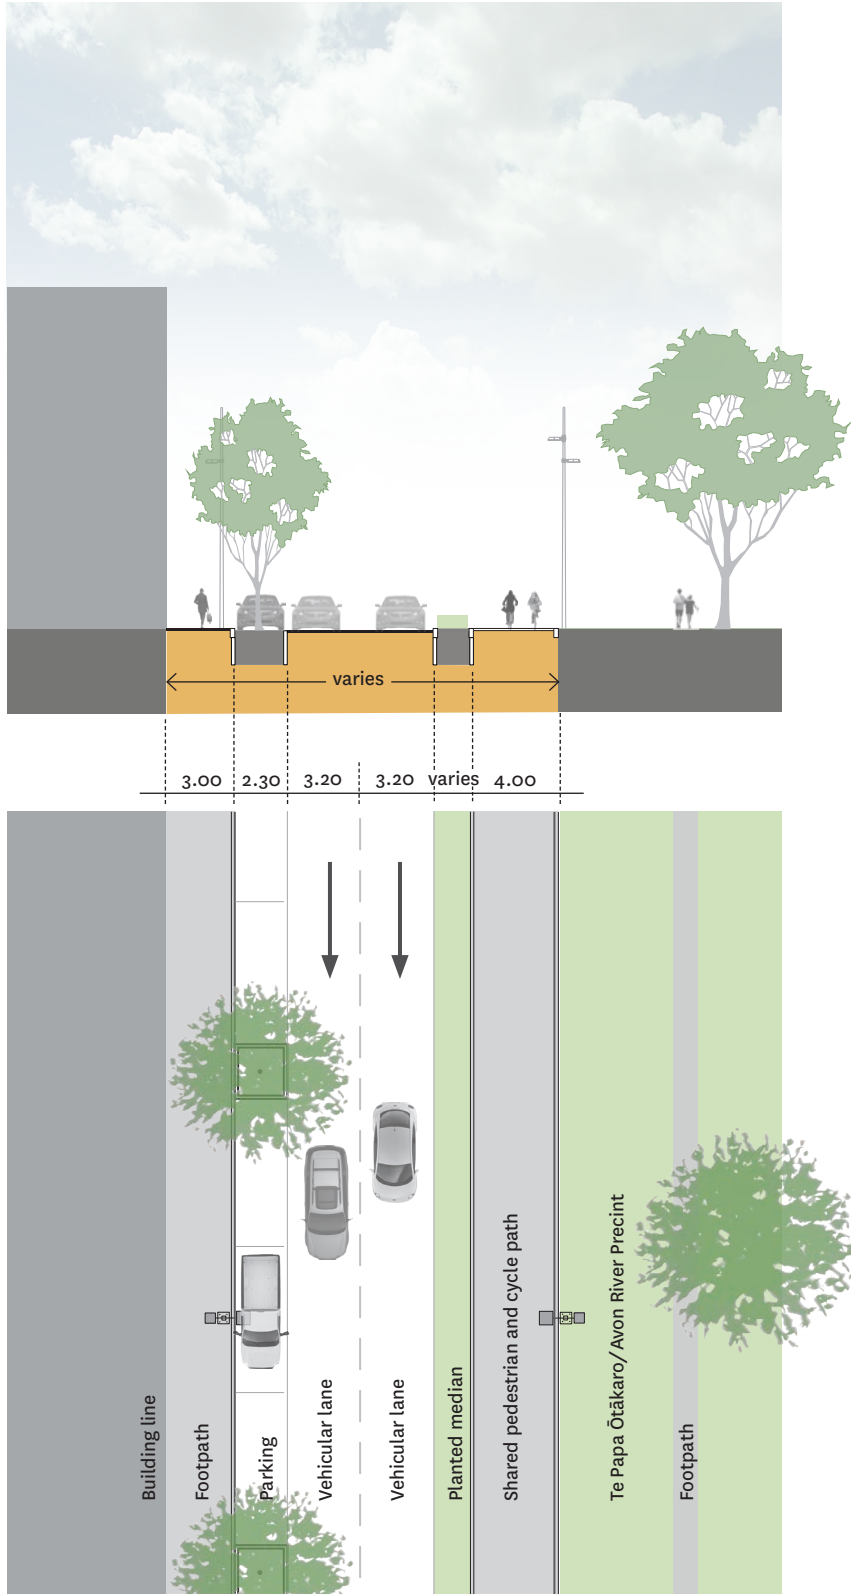 varies
3.00
2.30
3.20
3.20
varies
4.00
Building line
Footpath
Parking
Vehicular lane
Vehicular lane
Planted median
Shared pedestrian and cycle path
Te Papa Ōtākaro/Avon River Precint
Footpath